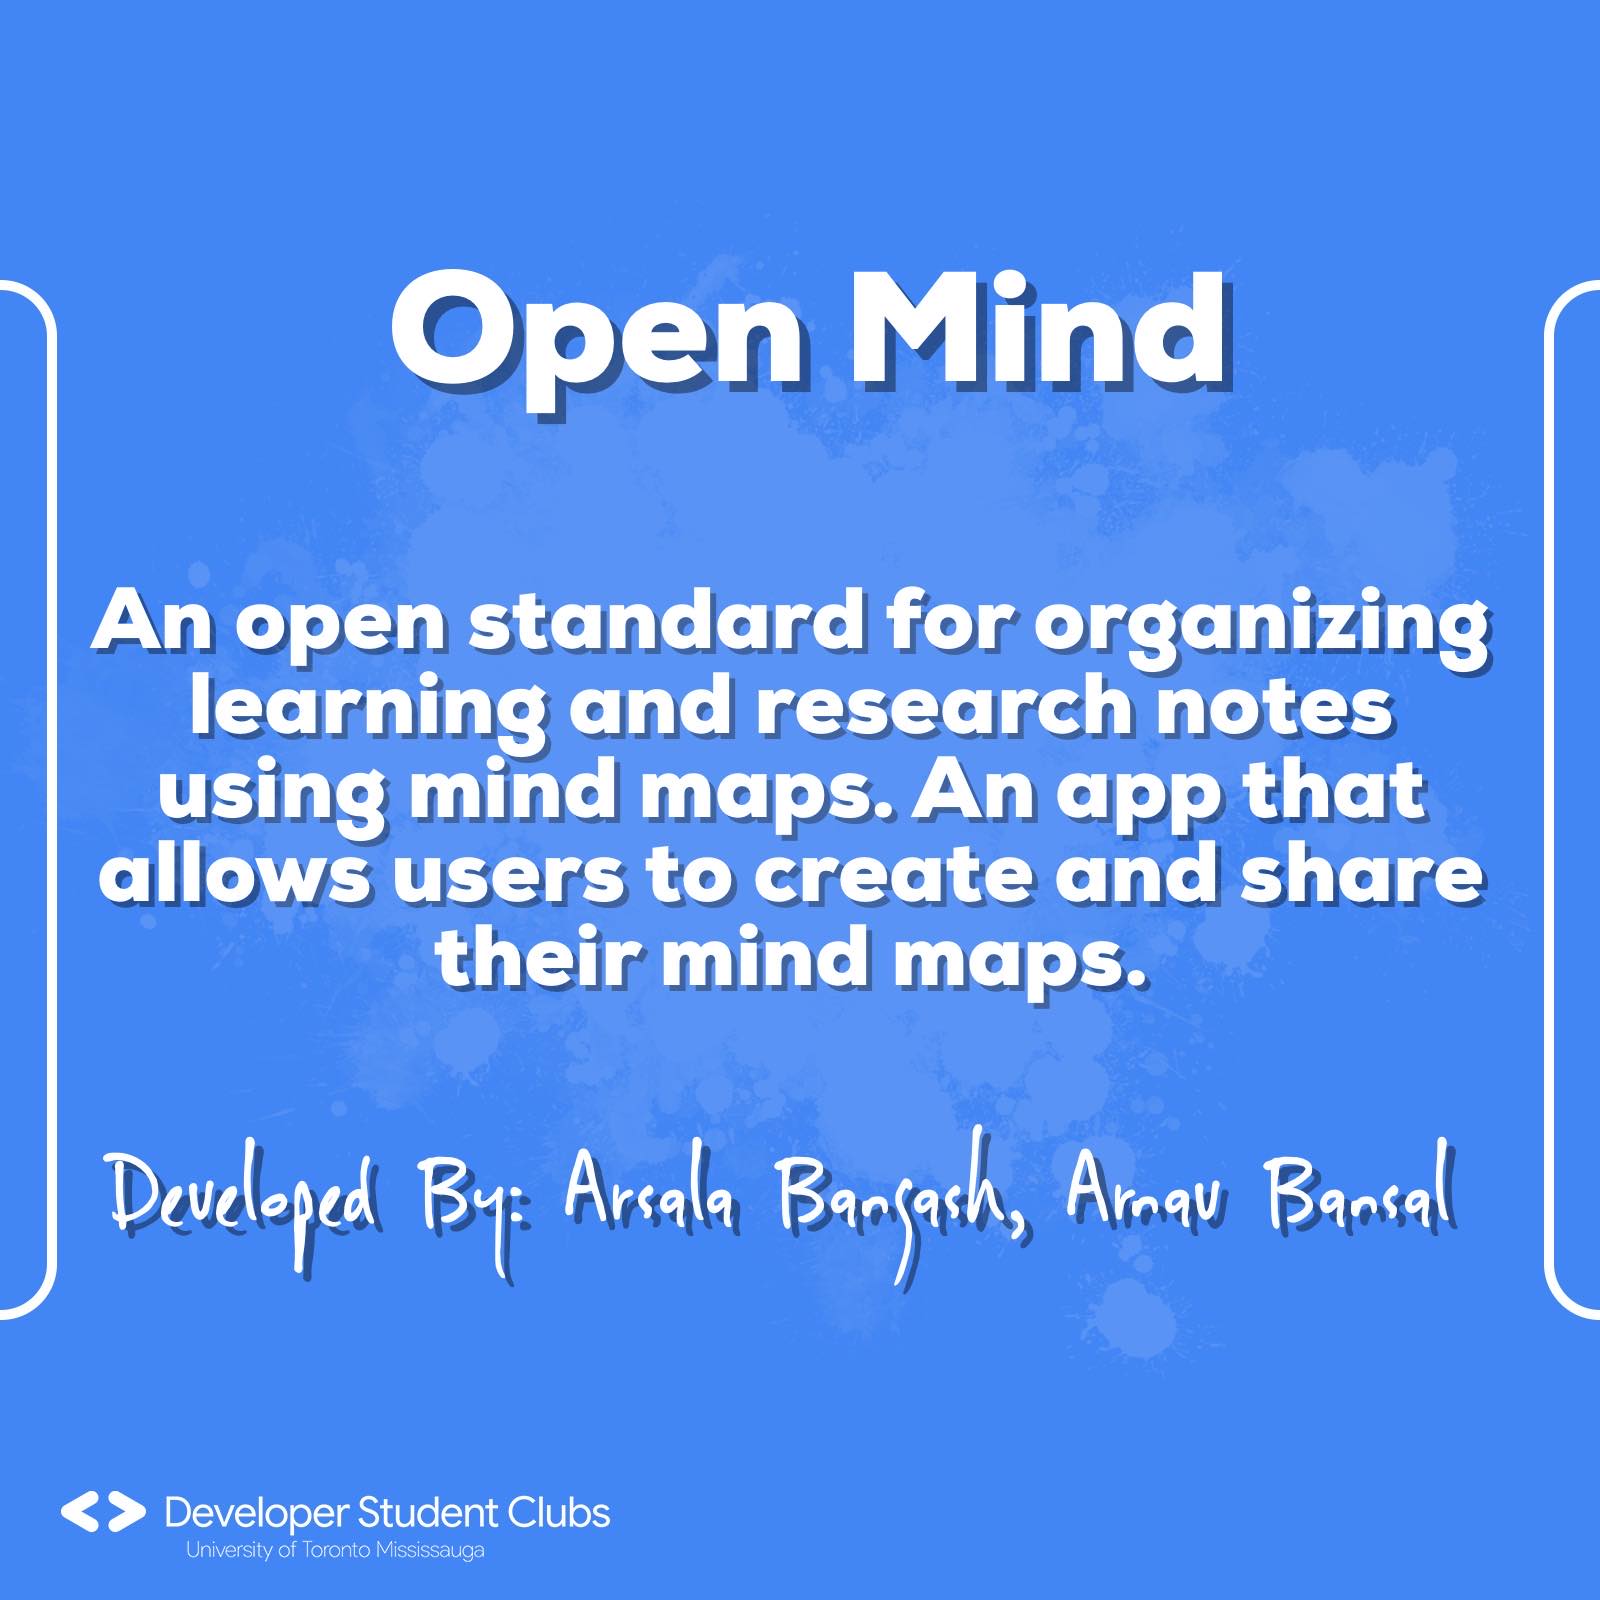 Open Mind
An open standard for organizing
learning and research notes
using mind maps. An app that
allows users to create and share
their mind maps.
Developed By: Arsala Bangash, Arnav Bansal
<> Developer Student Clubs
University of Toronto Mississauga